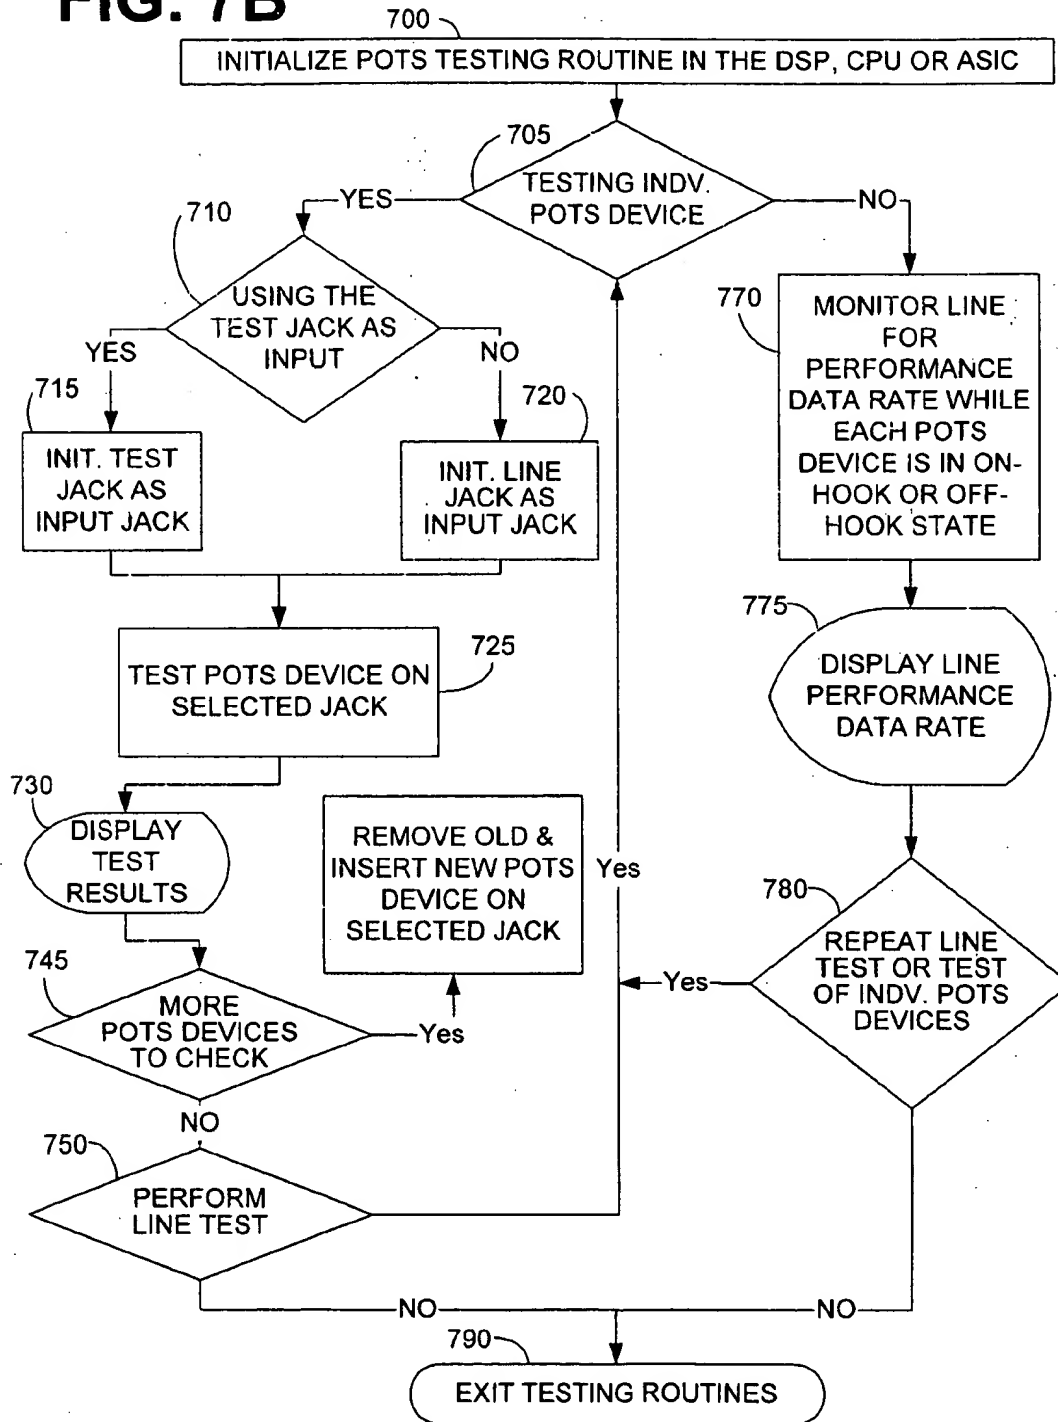 FIG. 7B
700
INITIALIZE POTS TESTING ROUTINE IN THE DSP, CPU OR ASIC
705
TESTING INDV.
POTS DEVICE
YES
NO
710
USING THE
TEST JACK AS
INPUT
YES
NO
715
INIT. TEST
JACK AS
INPUT JACK
720
INIT. LINE
JACK AS
INPUT JACK
770
MONITOR LINE
FOR
PERFORMANCE
DATA RATE WHILE
EACH POTS
DEVICE IS IN ON-
HOOK OR OFF-
HOOK STATE
725
TEST POTS DEVICE ON
SELECTED JACK
775
DISPLAY LINE
PERFORMANCE
DATA RATE
730
DISPLAY
TEST
RESULTS
REMOVE OLD &
INSERT NEW POTS
DEVICE ON
SELECTED JACK
Yes
780
REPEAT LINE
TEST OR TEST
OF INDV. POTS
DEVICES
Yes
745
MORE
POTS DEVICES
TO CHECK
Yes
NO
750
PERFORM
LINE TEST
NO
NO
790
EXIT TESTING ROUTINES